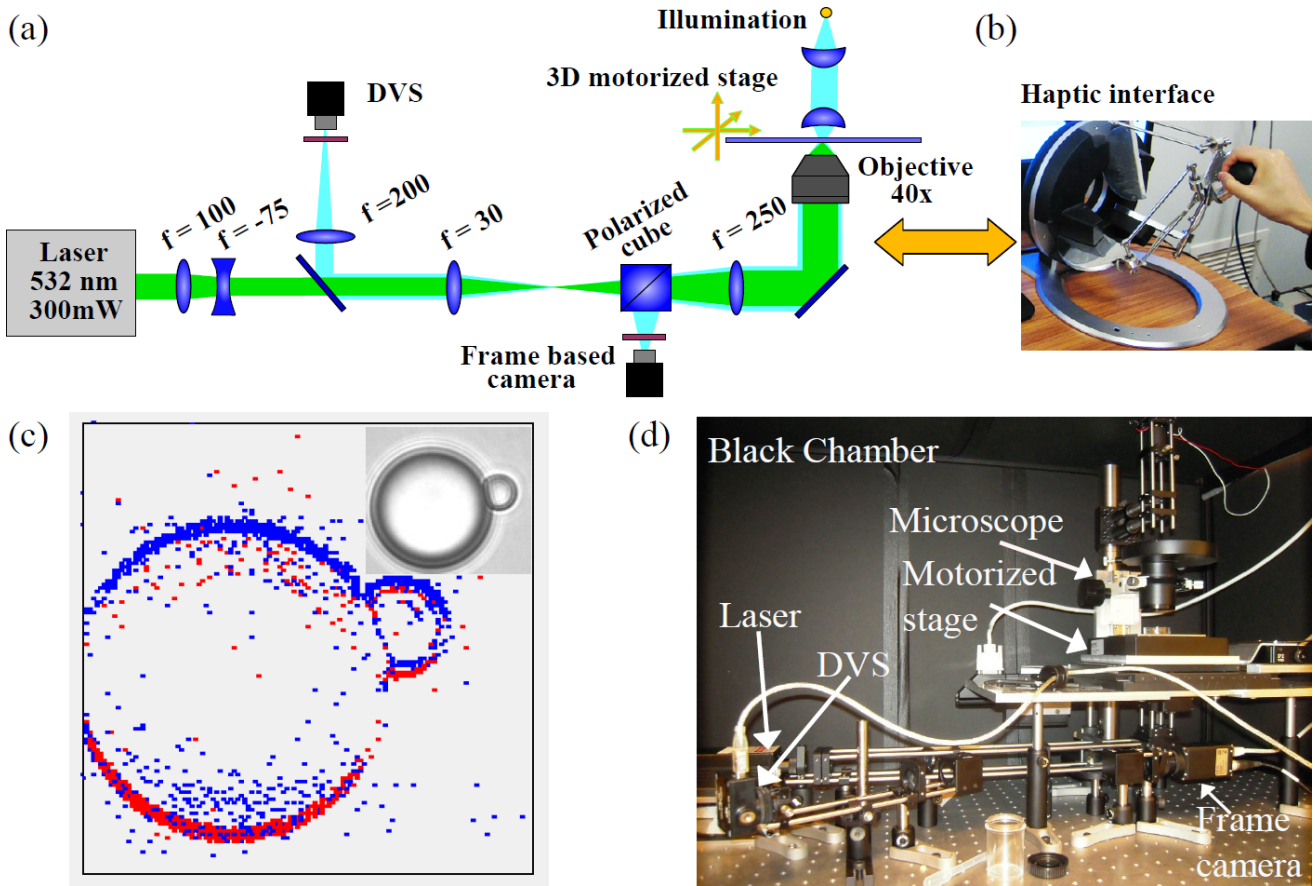 (a)
Illumination
(b)
DVS
3D motorized stage
Haptic interface
f = 100
f = -75
f =200
f = 30
Polarized
cube
f = 250
Objective
40x
Laser
532 nm
300mW
Frame based
camera
(c)
(d)
Black Chamber
Microscope
Motorized
stage
Laser
DVS
Frame
camera